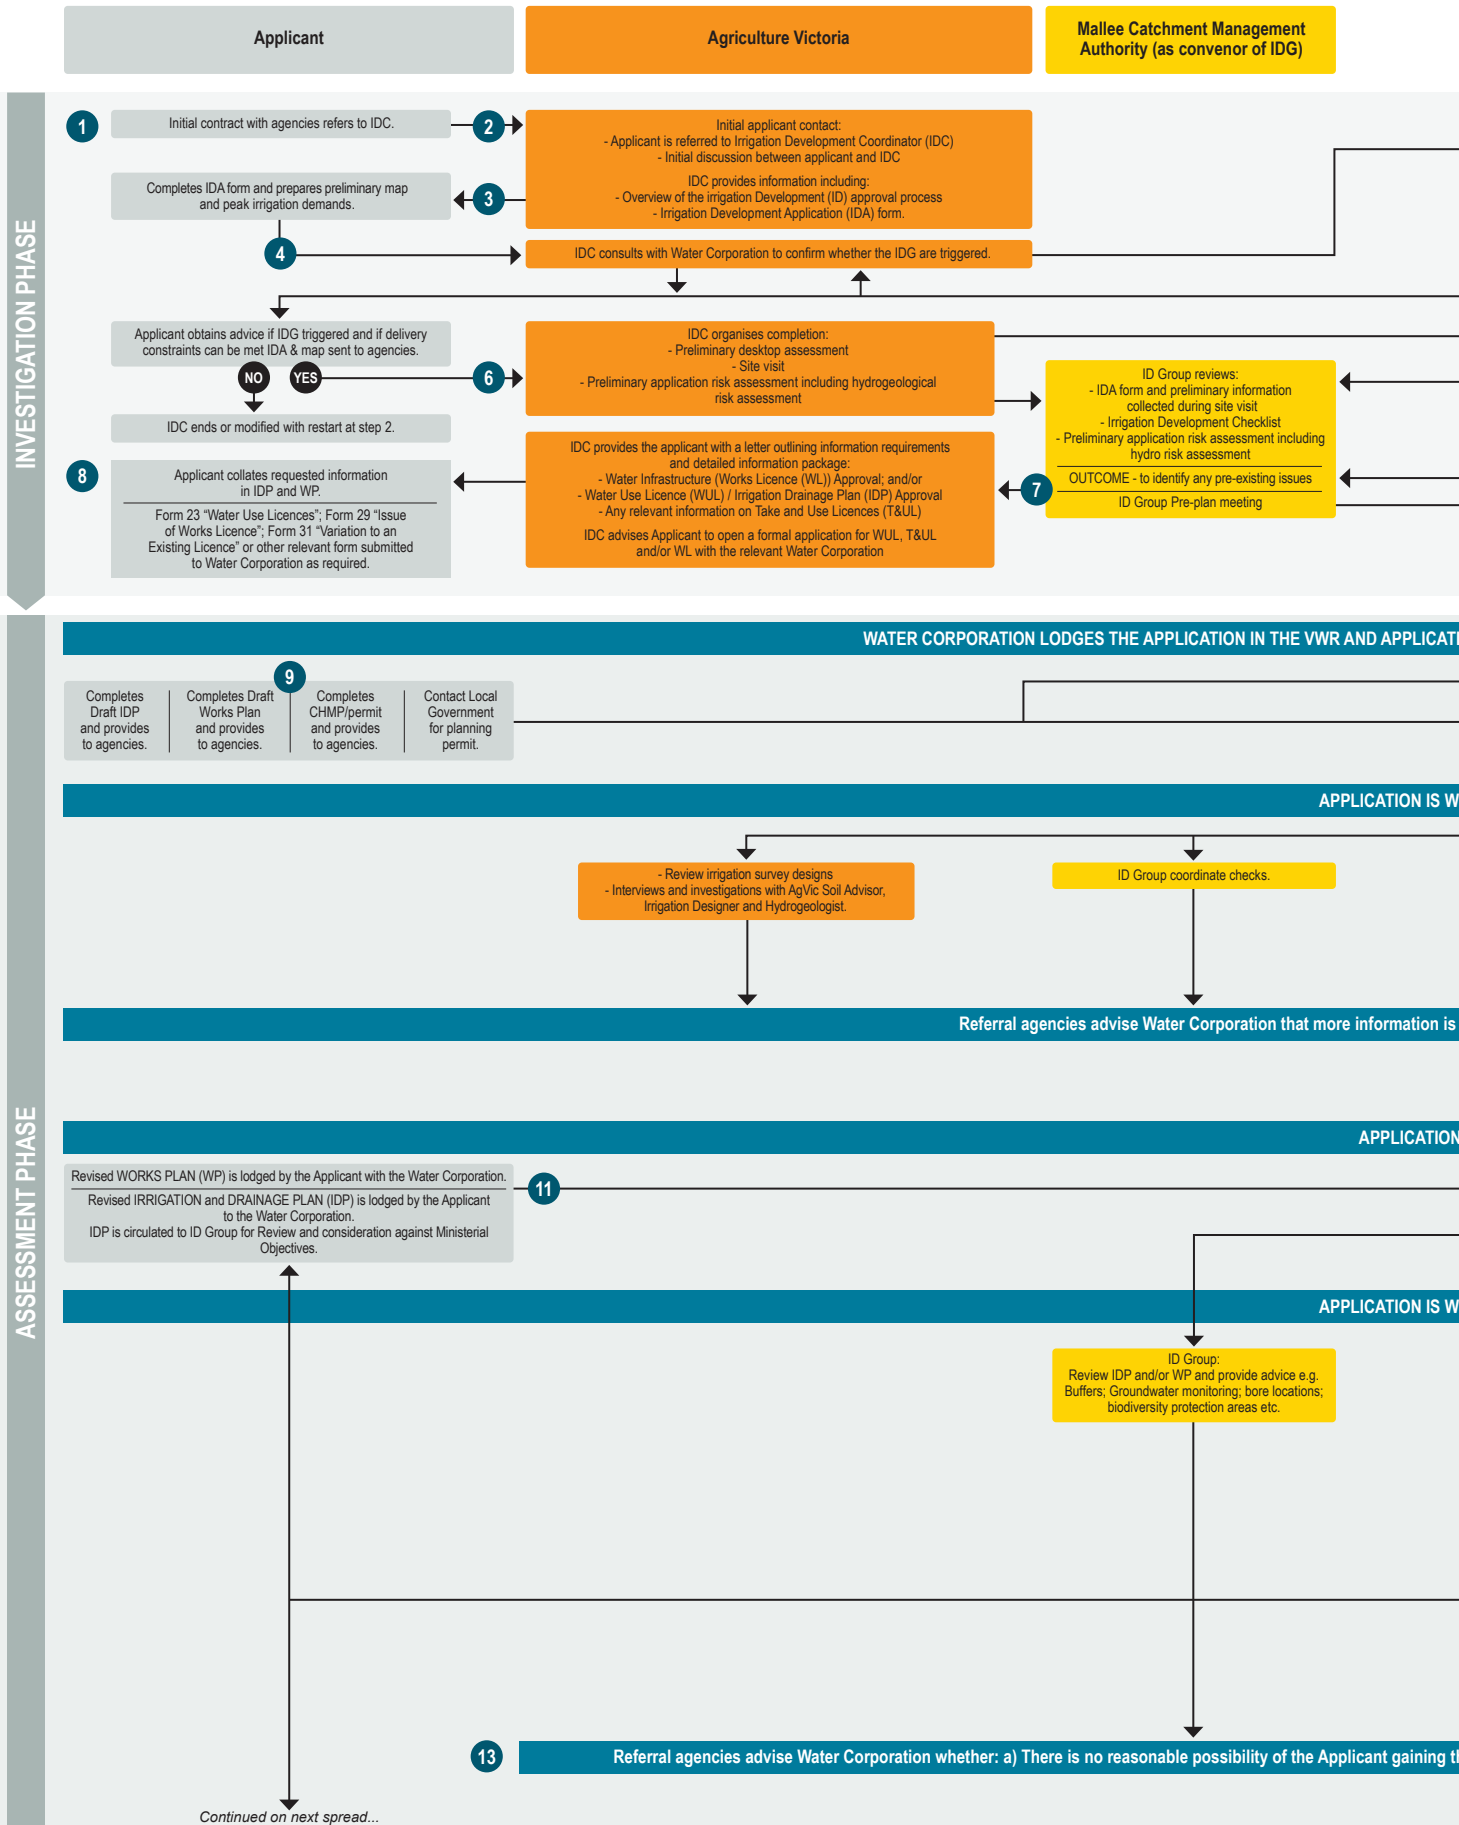 Applicant
Agriculture Victoria
Mallee Catchment Management
Authority (as convenor of IDG)
INVESTIGATION PHASE
1
Initial contract with agencies refers to IDC.
2
Initial applicant contact:
- Applicant is referred to Irrigation Development Coordinator (IDC)
- Initial discussion between applicant and IDC
IDC provides information including:
- Overview of the irrigation Development (ID) approval process
- Irrigation Development Application (IDA) form.
3
Completes IDA form and prepares preliminary map
and peak irrigation demands.
4
IDC consults with Water Corporation to confirm whether the IDG are triggered.
Applicant obtains advice if IDG triggered and if delivery
constraints can be met IDA & map sent to agencies.
NO
YES
6
IDC organises completion:
- Preliminary desktop assessment
- Site visit
- Preliminary application risk assessment including hydrogeological
risk assessment
IDC ends or modified with restart at step 2.
ID Group reviews:
- IDA form and preliminary information
collected during site visit
- Irrigation Development Checklist
- Preliminary application risk assessment including
hydro risk assessment
OUTCOME - to identify any pre-existing issues
ID Group Pre-plan meeting
7
IDC provides the applicant with a letter outlining information requirements
and detailed information package:
- Water Infrastructure (Works Licence (WL)) Approval; and/or
- Water Use Licence (WUL) / Irrigation Drainage Plan (IDP) Approval
- Any relevant information on Take and Use Licences (T&UL)
IDC advises Applicant to open a formal application for WUL, T&UL
and/or WL with the relevant Water Corporation
8
Applicant collates requested information
in IDP and WP.
Form 23 “Water Use Licences”; Form 29 “Issue
of Works Licence”; Form 31 “Variation to an
Existing Licence” or other relevant form submitted
to Water Corporation as required.
ASSESSMENT PHASE
WATER CORPORATION LODGES THE APPLICATION IN THE VWR AND APPLICATI
9
Completes
Draft IDP
and provides
to agencies.
Completes Draft
Works Plan
and provides
to agencies.
Completes
CHMP/permit
and provides
to agencies.
Contact Local
Government
for planning
permit.
APPLICATION IS W
- Review irrigation survey designs
- Interviews and investigations with AgVic Soil Advisor,
Irrigation Designer and Hydrogeologist.
ID Group coordinate checks.
Referral agencies advise Water Corporation that more information is
APPLICATION
Revised WORKS PLAN (WP) is lodged by the Applicant with the Water Corporation.
Revised IRRIGATION and DRAINAGE PLAN (IDP) is lodged by the Applicant
to the Water Corporation.
IDP is circulated to ID Group for Review and consideration against Ministerial
Objectives.
11
APPLICATION IS W
ID Group:
Review IDP and/or WP and provide advice e.g.
Buffers; Groundwater monitoring; bore locations;
biodiversity protection areas etc.
13
Referral agencies advise Water Corporation whether: a) There is no reasonable possibility of the Applicant gaining th
Continued on next spread...